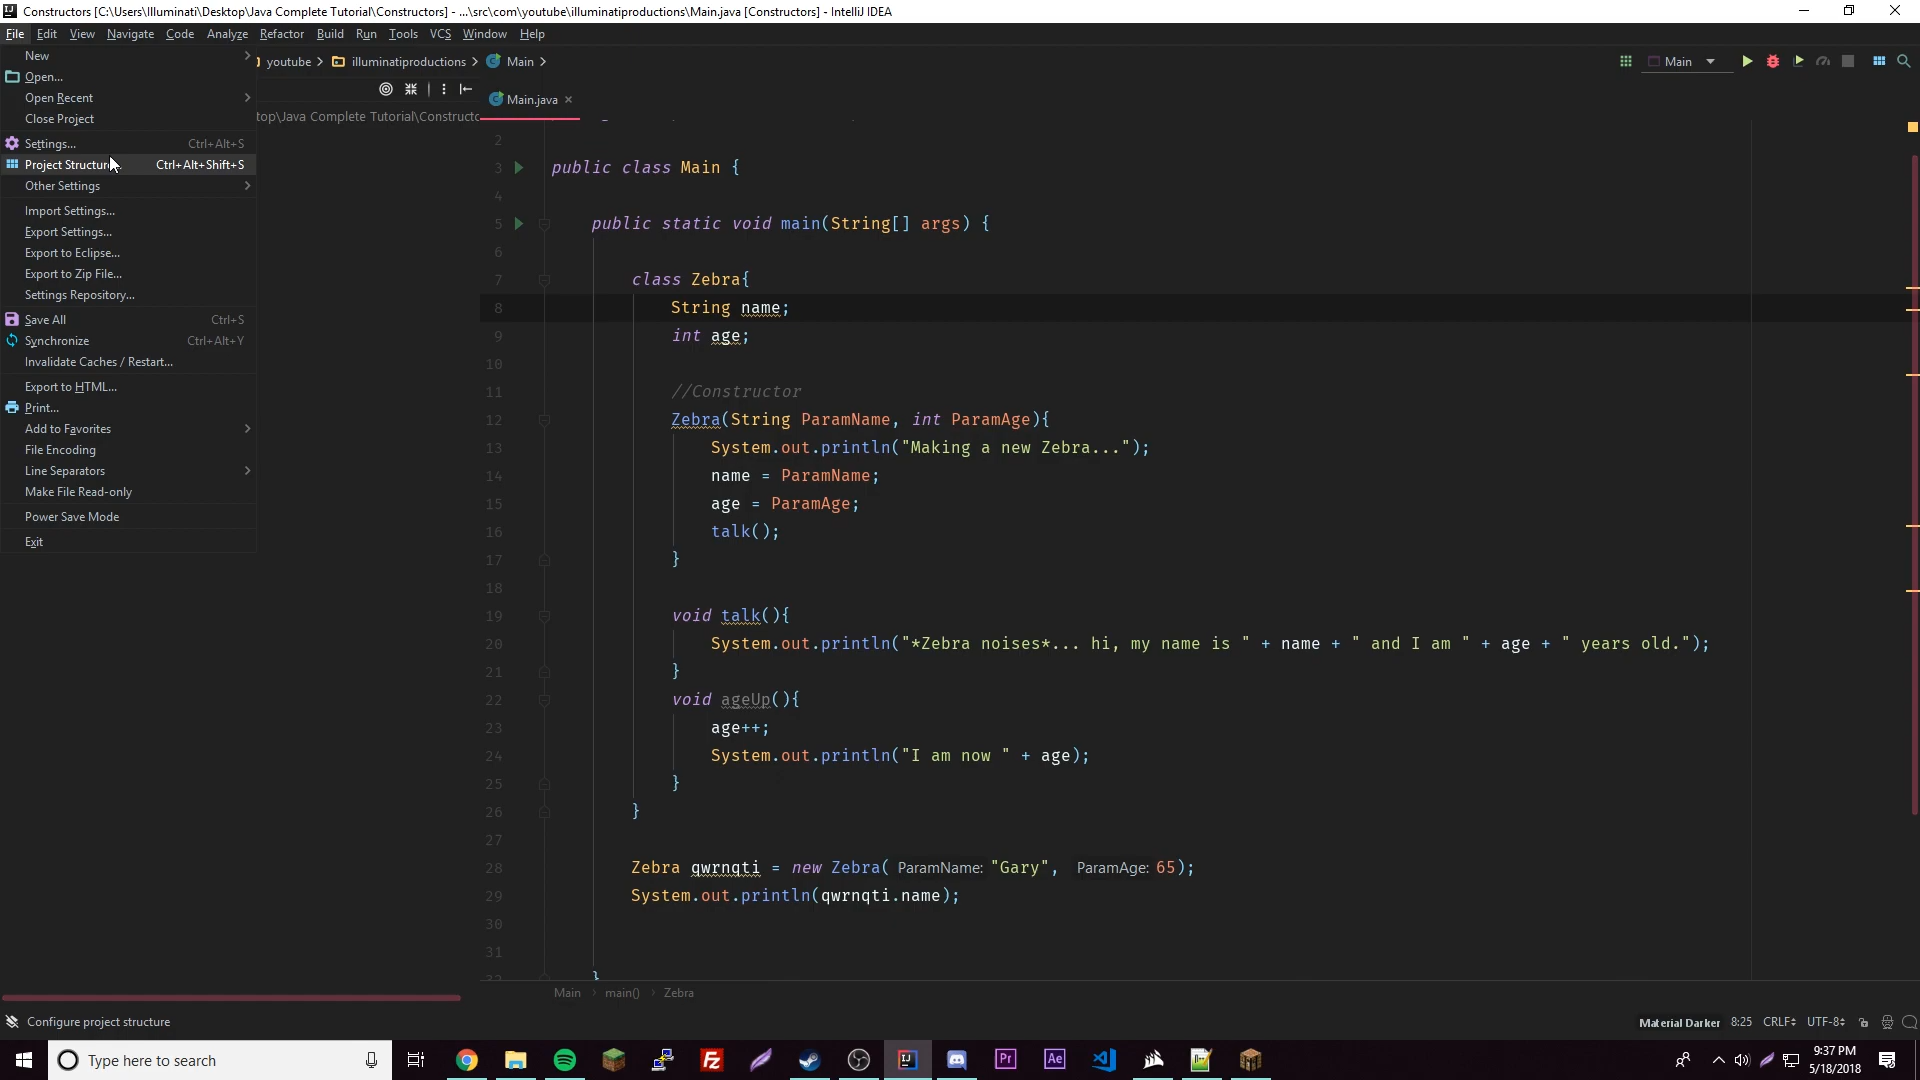 Constructors [C:\Users\Illuminati\Desktop\Java Complete Tutorial\Constructors] - ...\src\com\youtube\illuminatiproductions\Main.java [Constructors] - IntelliJ IDEA
File Edit View Navigate Code Analyze Refactor Build Run Tools VCS Window Help
New
youtube illuminatiproductions Main
Main
Open...
Open Recent
Close Project
Settings... Ctrl+Alt+S
Project Structure Ctrl+Alt+Shift+S
Other Settings
Import Settings...
Export Settings...
Export to Eclipse...
Export to Zip File...
Settings Repository...
Save All Ctrl+S
Synchronize Ctrl+Alt+Y
Invalidate Caches / Restart...
Export to HTML...
Print...
Add to Favorites
File Encoding
Line Separators
Make File Read-only
Power Save Mode
Exit
top\Java Complete Tutorial\Constructo
Main.java
2
3 public class Main {
4
5 public static void main(String[] args) {
6
7 class Zebra{
8 String name;
9 int age;
10
11 //Constructor
12 Zebra(String ParamName, int ParamAge){
13 System.out.println("Making a new Zebra...");
14 name = ParamName;
15 age = ParamAge;
16 talk();
17 }
18
19 void talk(){
20 System.out.println("*Zebra noises*... hi, my name is " + name + " and I am " + age + " years old.");
21 }
22 void ageUp(){
23 age++;
24 System.out.println("I am now " + age);
25 }
26 }
27
28 Zebra qwrnqti = new Zebra( ParamName: "Gary", ParamAge: 65);
29 System.out.println(qwrnqti.name);
30
31
32 }
Main main() Zebra
Configure project structure
Material Darker 8:25 CRLF UTF-8
Type here to search
Pr Ae
9:37 PM
5/18/2018